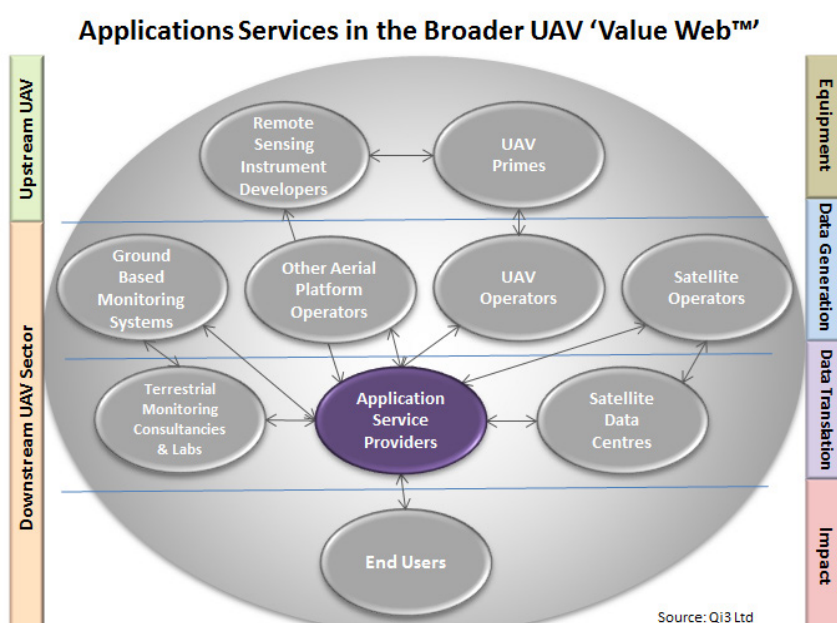 Applications Services in the Broader UAV ‘Value Web™’
Upstream UAV
Downstream UAV Sector
Equipment
Data Generation
Data Translation
Impact
Remote
Sensing
Instrument
Developers
UAV
Primes
Ground
Based
Monitoring
Systems
Other Aerial
Platform
Operators
UAV
Operators
Satellite
Operators
Terrestrial
Monitoring
Consultancies
& Labs
Application
Service
Providers
Satellite
Data
Centres
End Users
Source: Qi3 Ltd